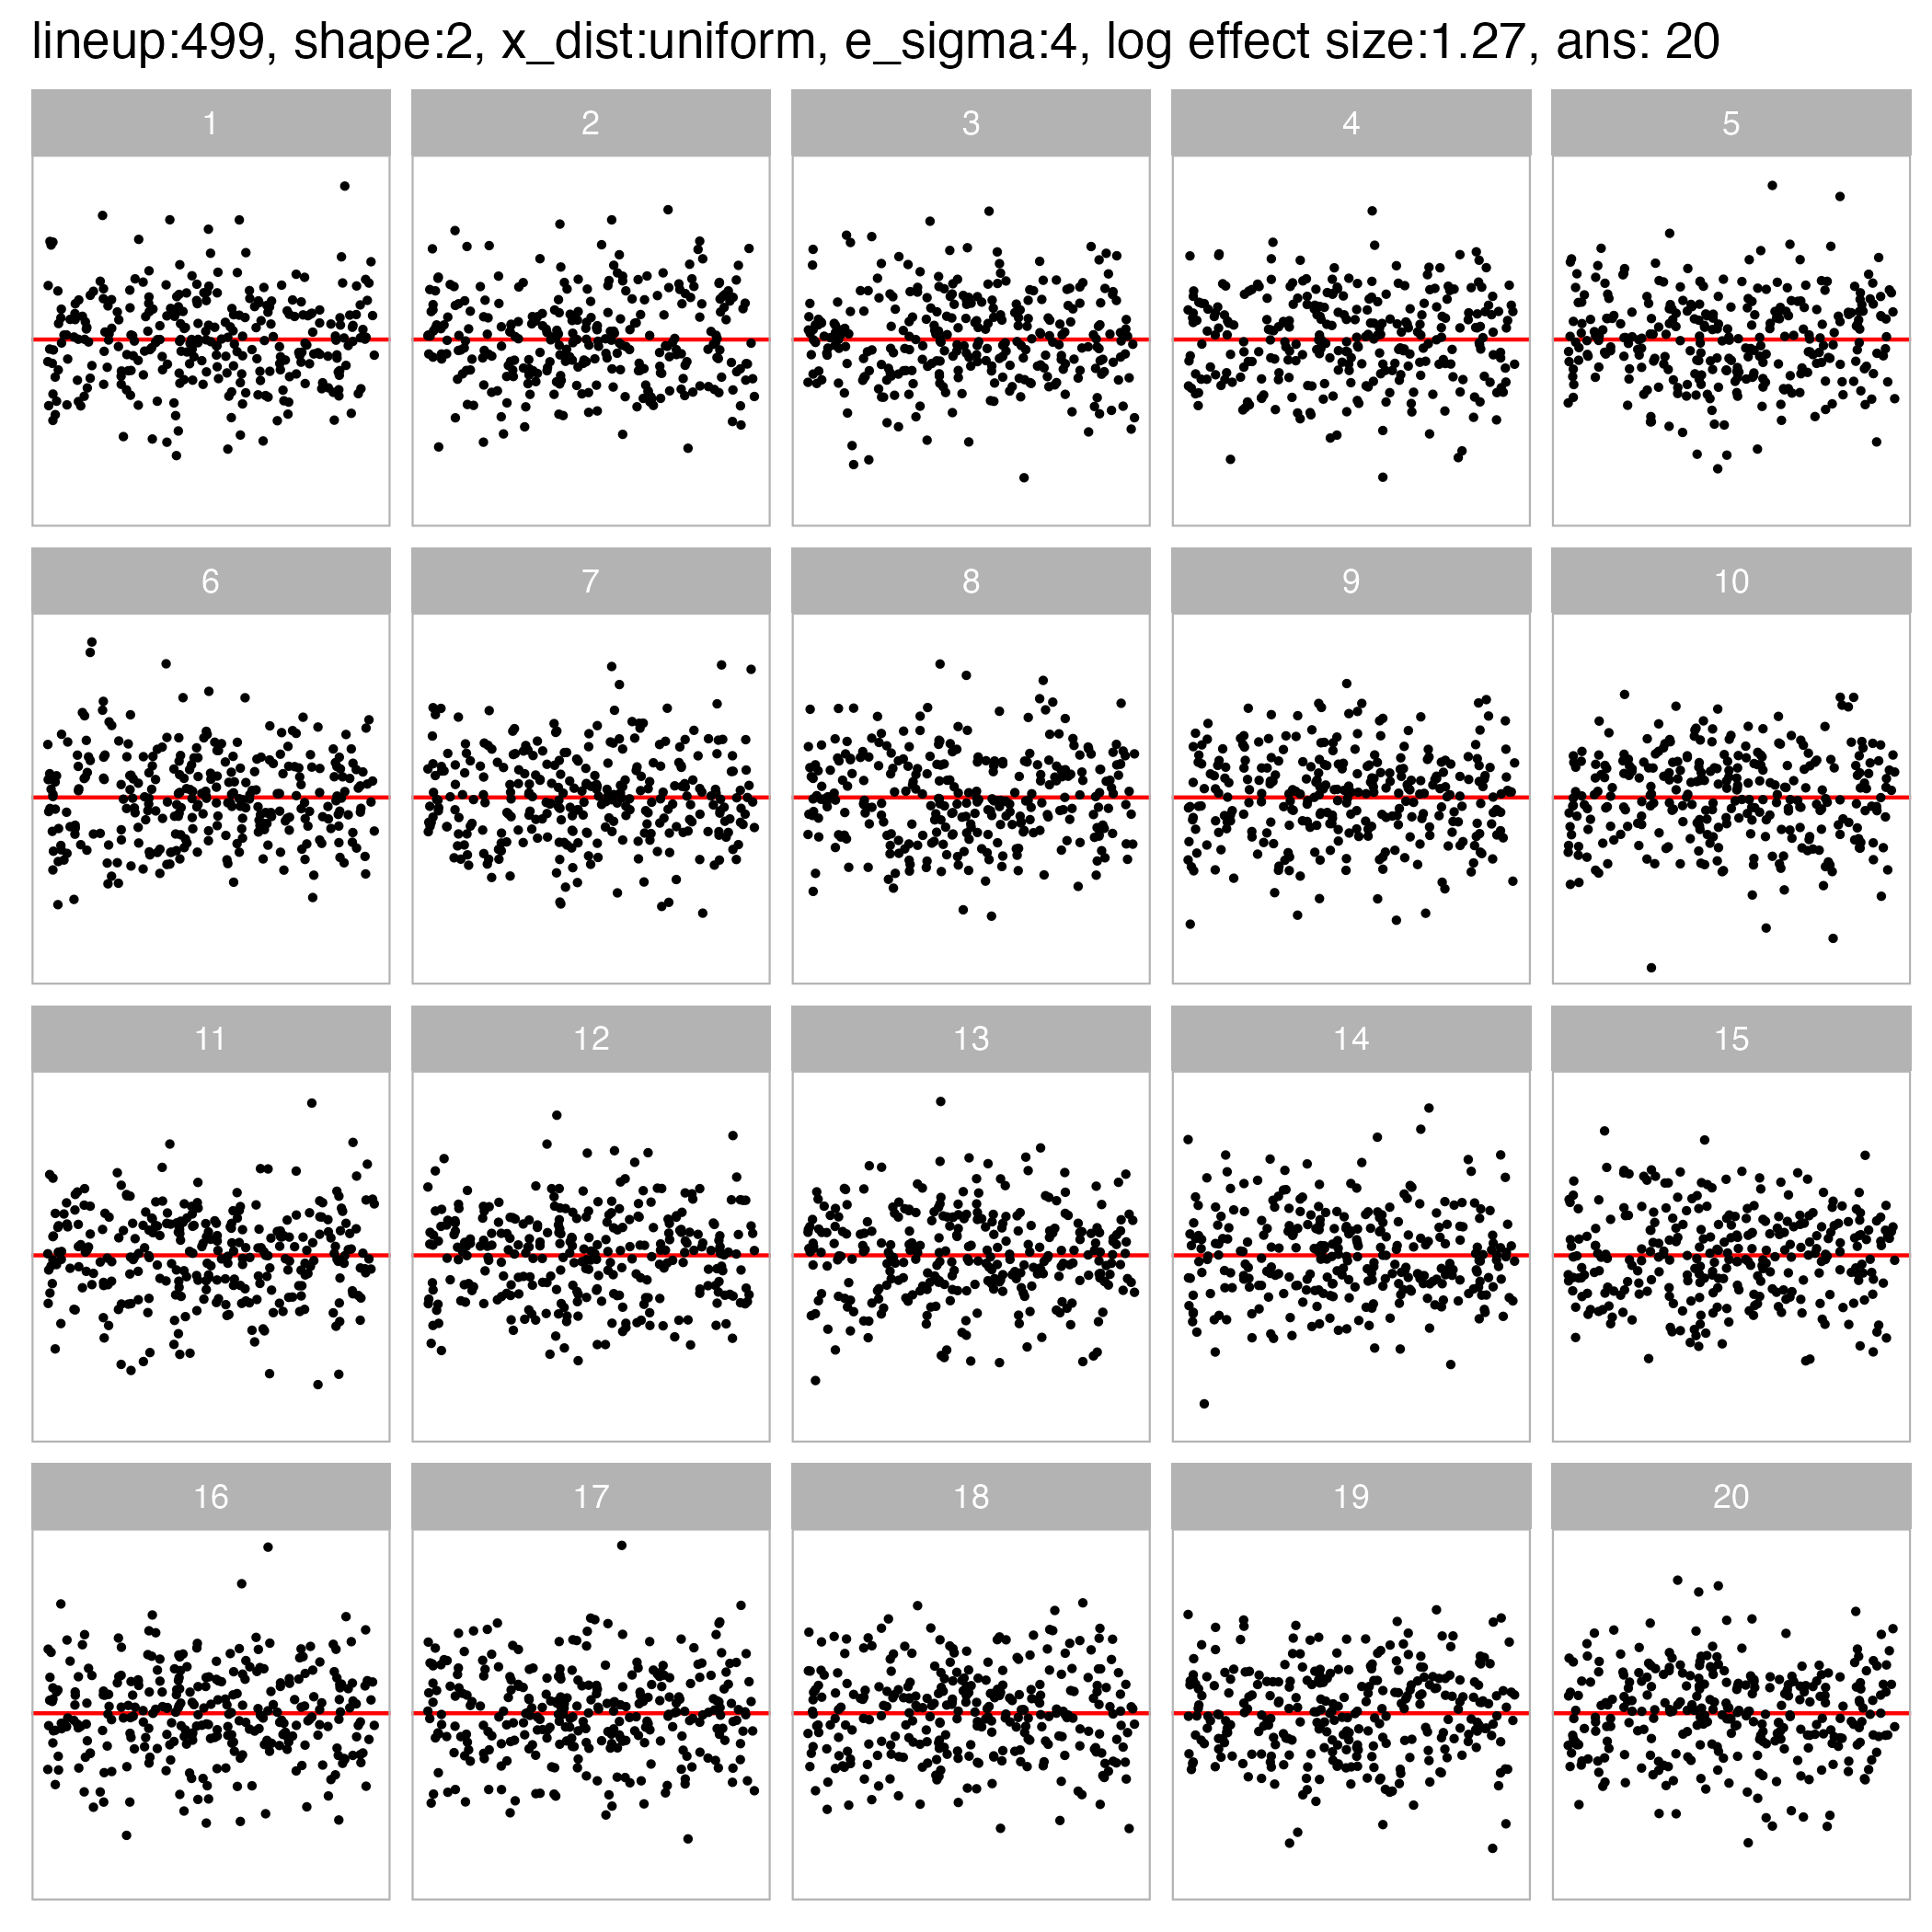 lineup:499, shape:2, x_dist:uniform, e_sigma:4, log effect size:1.27, ans: 20
1 2 3 4 5
6 7 8 9 10
11 12 13 14 15
16 17 18 19 20